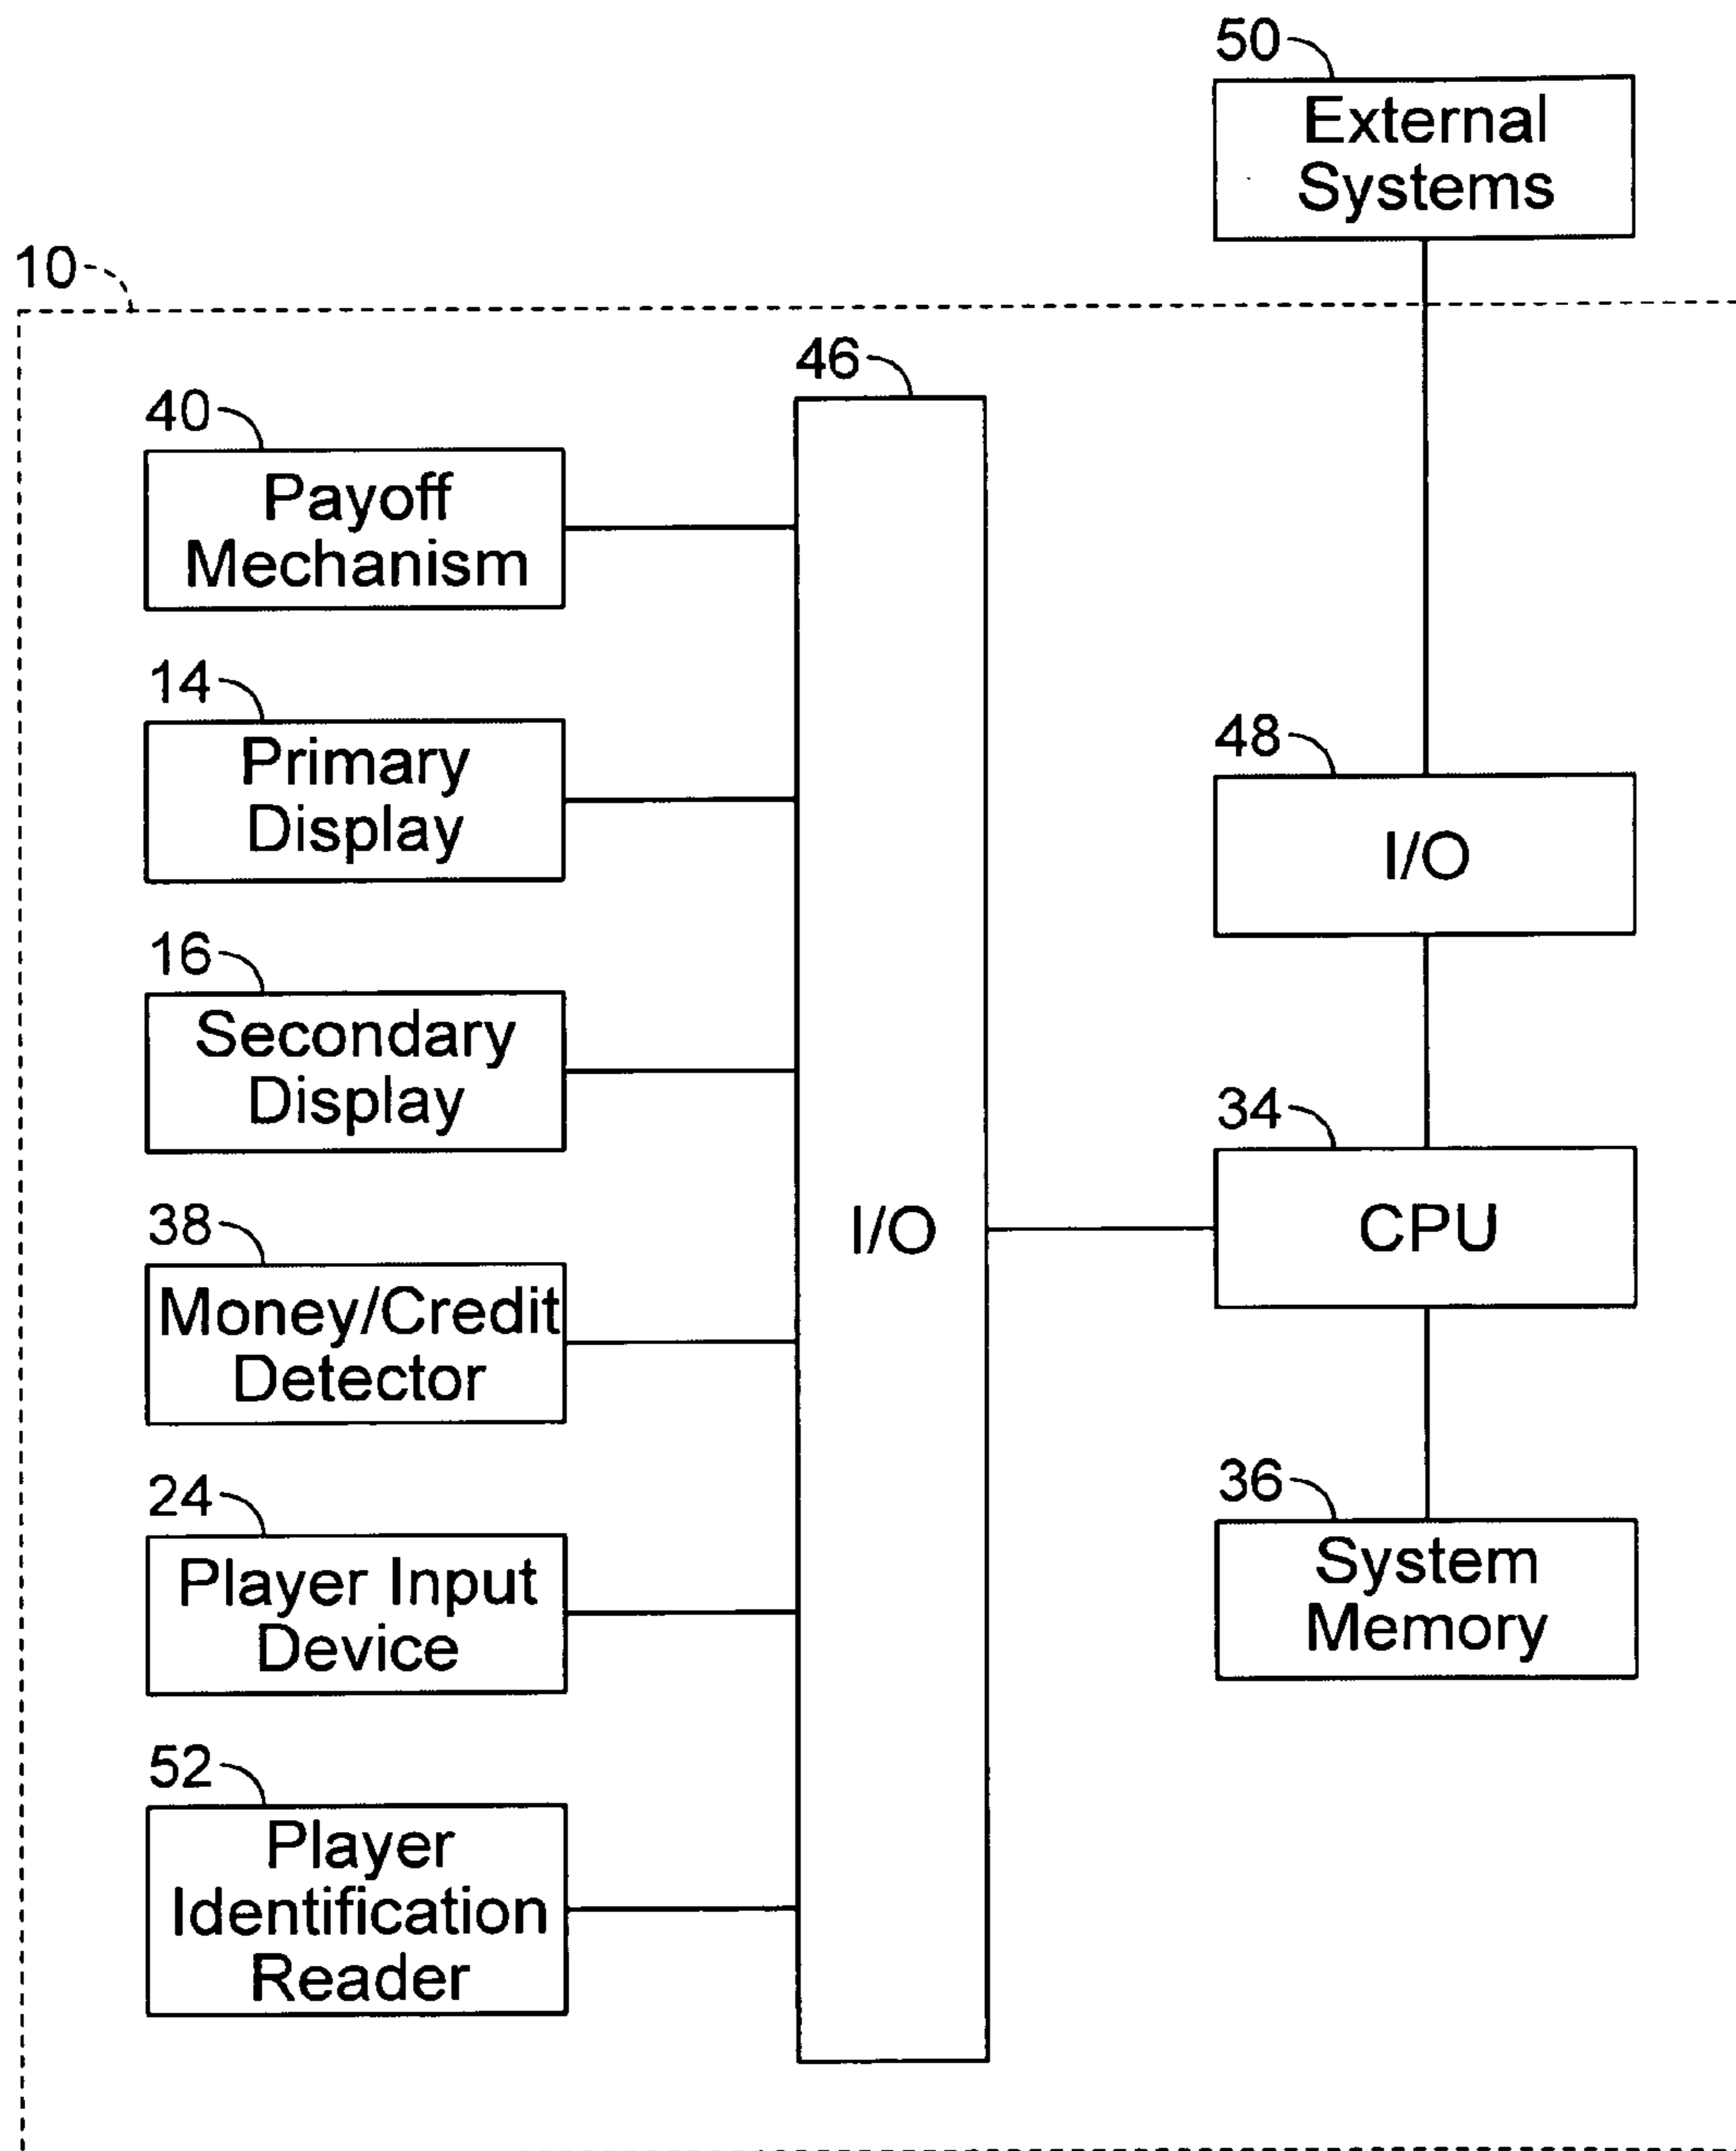 50
External
Systems
10
46
40
Payoff
Mechanism
14
Primary
Display
48
I/O
16
Secondary
Display
34
CPU
38
Money/Credit
Detector
I/O
24
Player Input
Device
36
System
Memory
52
Player
Identification
Reader